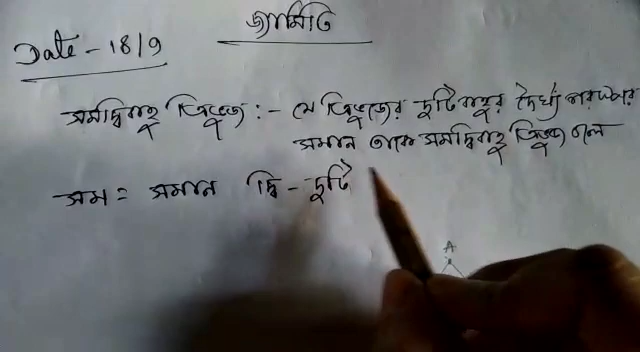 জ্যামিতি
Date - 18/9
সমদ্বিবাহু ত্রিভুজ :- যে ত্রিভুজের দুটি বাহুর দৈর্ঘ্য পরস্পর
সমান তাকে সমদ্বিবাহু ত্রিভুজ বলে
সম = সমান দ্বি - দুটি
A